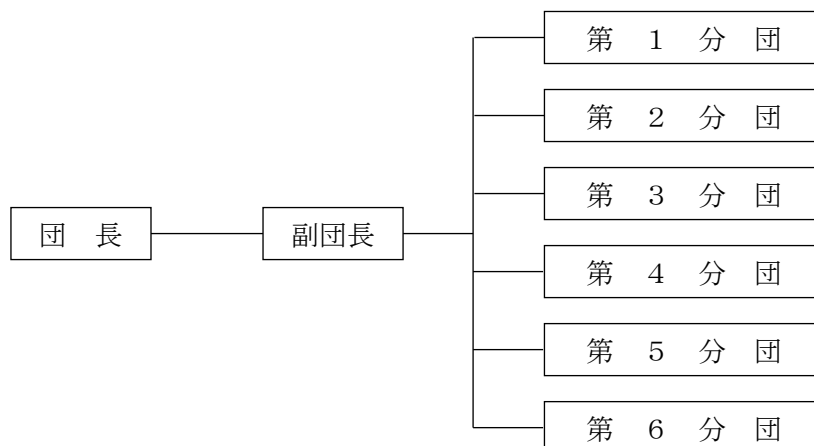 団　長
副団長
第　１　分　団
第　２　分　団
第　３　分　団
第　４　分　団
第　５　分　団
第　６　分　団